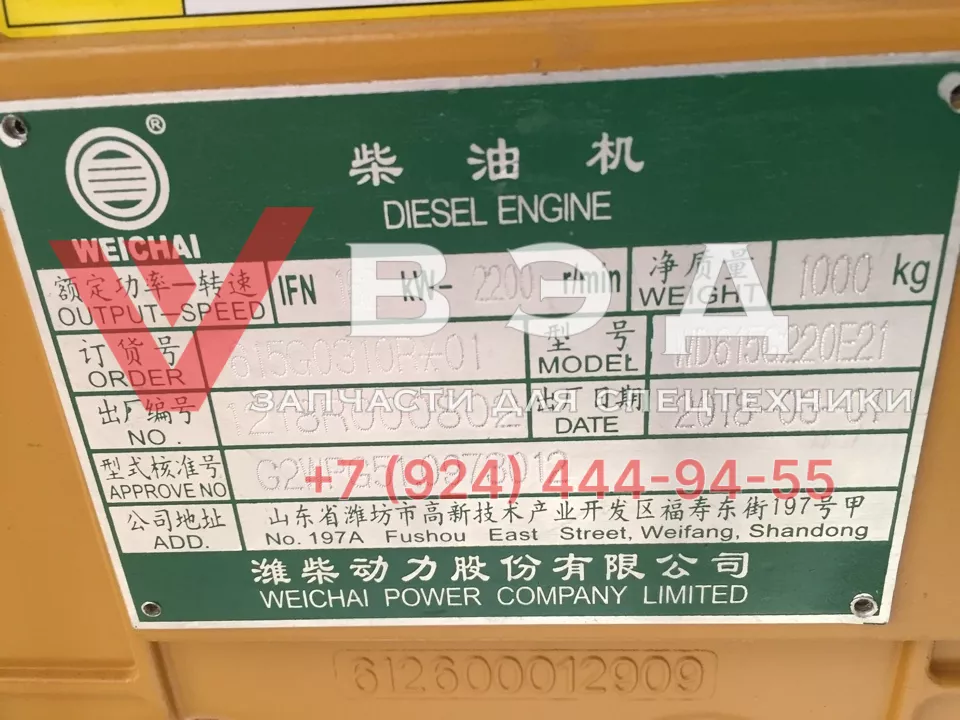 ®
WEICHAI
柴油机
DIESEL ENGINE
额定功率一转速
OUTPUT-SPEED
IFN kW- 2200 r/min
净质量
WEIGHT
1000 kg
订货号
ORDER
型号
MODEL
WD615G220E21
出厂编号
NO.
出厂日期
DATE
型式核准号
APPROVE NO
公司地址
ADD.
山东省潍坊市高新技术产业开发区福寿东街197号甲
No. 197A Fushou East Street, Weifang, Shandong
潍柴动力股份有限公司
WEICHAI POWER COMPANY LIMITED
612600012909
V ВЭД
ЗАПЧАСТИ ДЛЯ СПЕЦТЕХНИКИ
+7 (924) 444-94-55